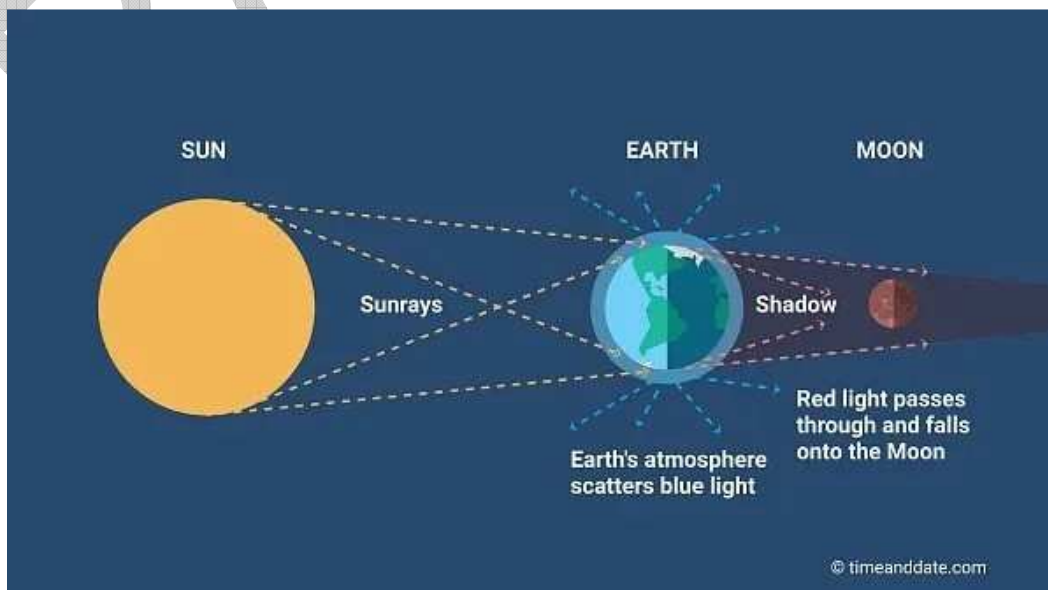 SUN
EARTH
MOON
Sunrays
Shadow
Red light passes
through and falls
onto the Moon
Earth's atmosphere
scatters blue light
© timeanddate.com